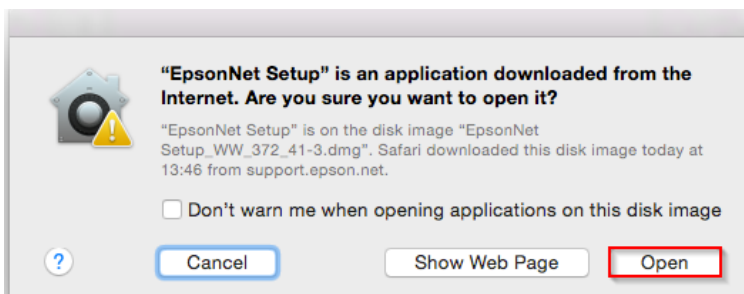 “EpsonNet Setup” is an application downloaded from the
Internet. Are you sure you want to open it?
“EpsonNet Setup” is on the disk image “EpsonNet
Setup_WW_372_41-3.dmg”. Safari downloaded this disk image today at
13:46 from support.epson.net.
Don’t warn me when opening applications on this disk image
? Cancel Show Web Page Open